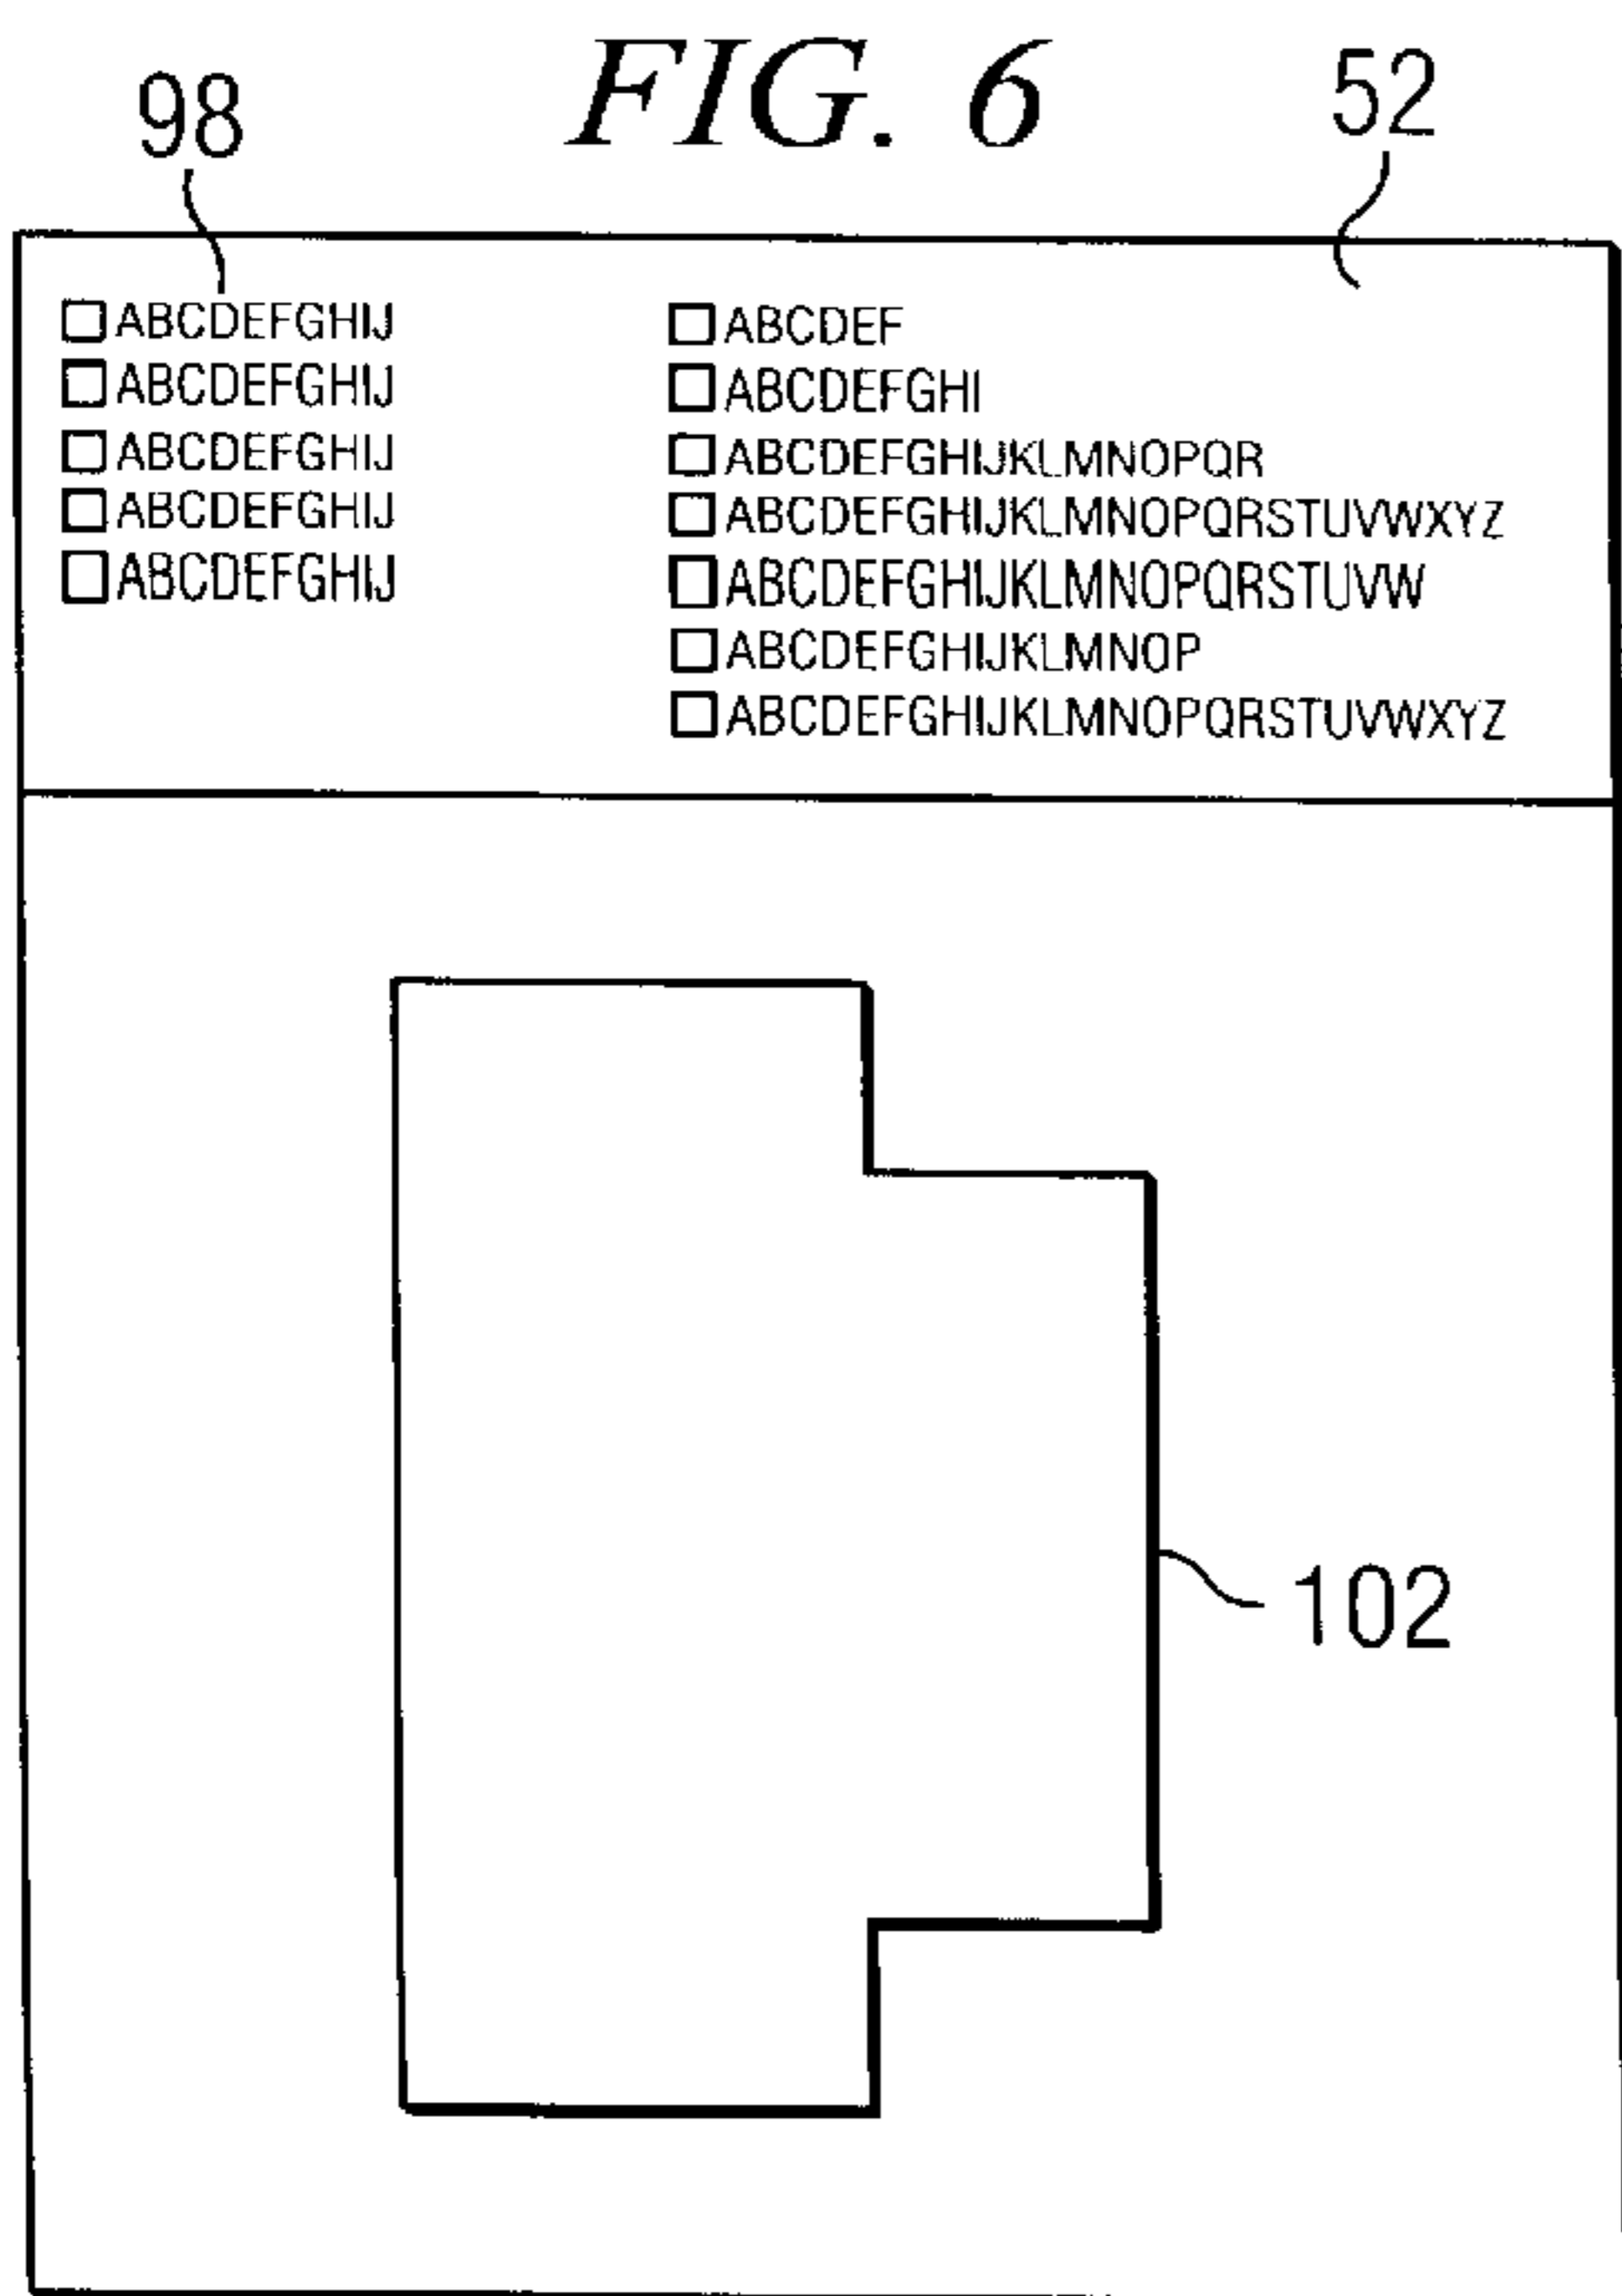 FIG. 6
98
52
☐ ABCDEFGHIJ
☐ ABCDEFGHIJ
☐ ABCDEFGHIJ
☐ ABCDEFGHIJ
☐ ABCDEFGHIJ
☐ ABCDEF
☐ ABCDEFGHI
☐ ABCDEFGHIJKLMNOPQR
☐ ABCDEFGHIJKLMNOPQRSTUVWXYZ
☐ ABCDEFGHIJKLMNOPQRSTUVW
☐ ABCDEFGHIJKLMNOP
☐ ABCDEFGHIJKLMNOPQRSTUVWXYZ
102